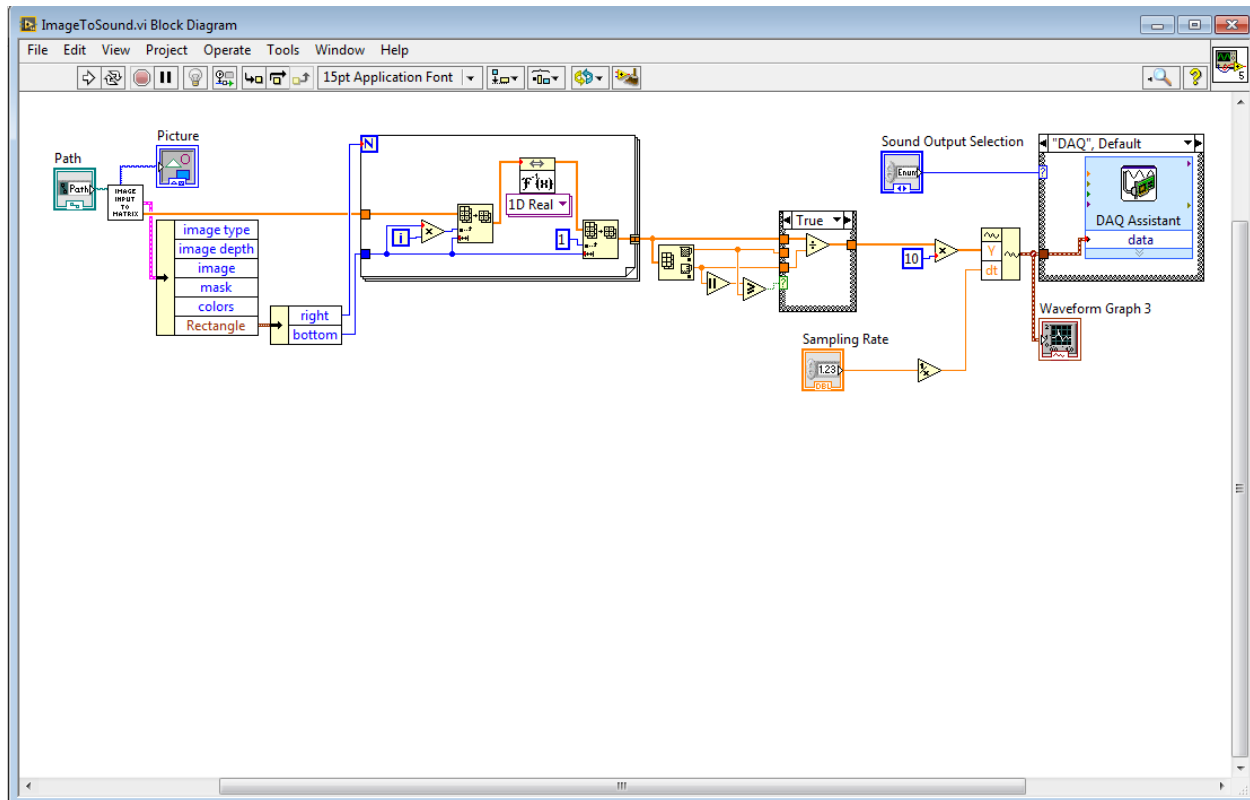 ImageToSound.vi Block Diagram
File Edit View Project Operate Tools Window Help
15pt Application Font
5
Path
Path
IMAGE
INPUT
TO
MATRIX
Picture
image type
image depth
image
mask
colors
Rectangle
right
bottom
N
i
1D Real
1
True
10
Sampling Rate
1.23
DBL
Y
dt
Sound Output Selection
Enum
"DAQ", Default
DAQ Assistant
data
Waveform Graph 3